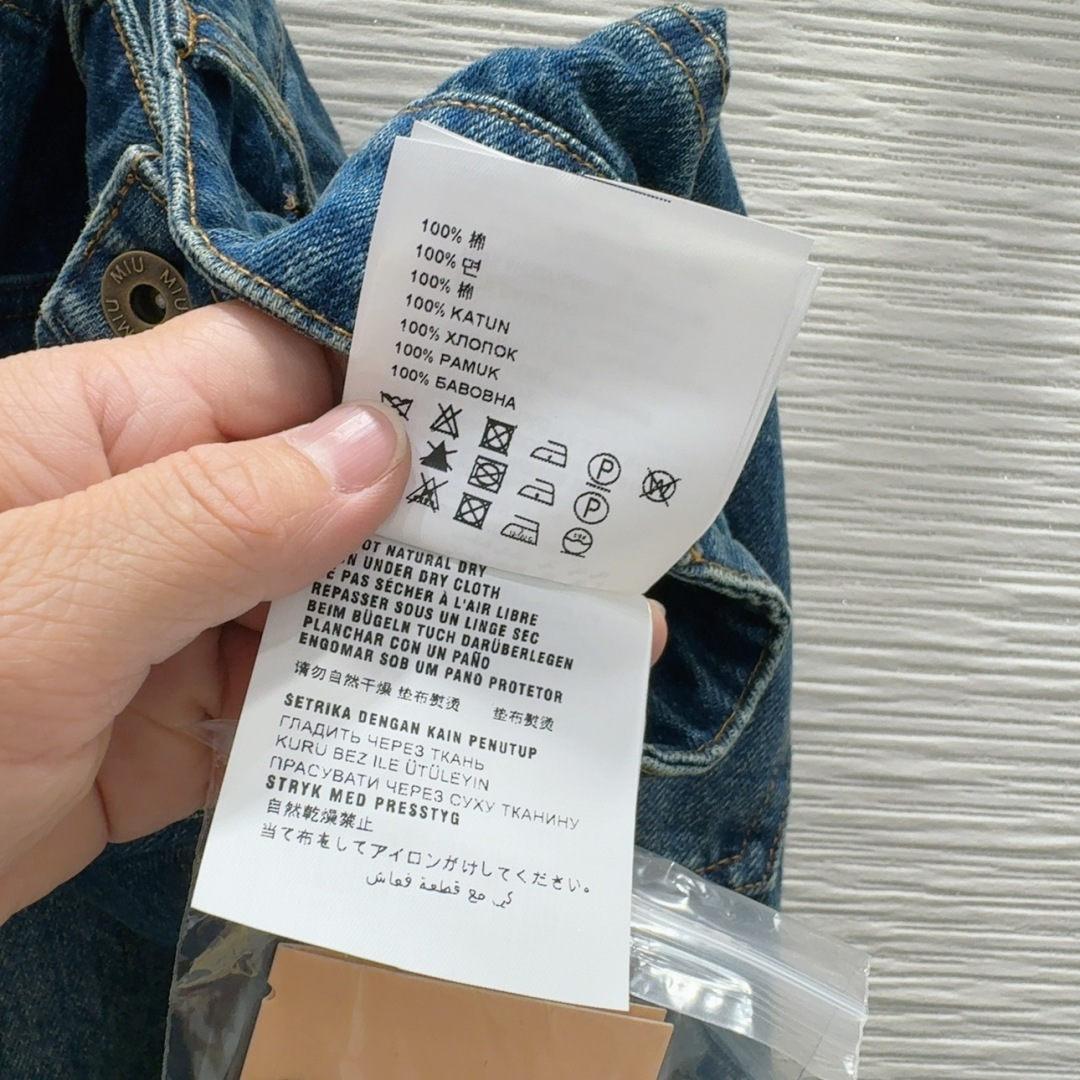 MIU MIU MIU
100% 棉
100% 면
100% 棉
100% KATUN
100% ХЛОПОК
100% PAMUK
100% БАВОВНА
P
W
P
OT NATURAL DRY
N UNDER DRY CLOTH
E PAS SÉCHER À L'AIR LIBRE
REPASSER SOUS UN LINGE SEC
BEIM BÜGELN TUCH DARÜBERLEGEN
PLANCHAR CON UN PAÑO
ENGOMAR SOB UM PANO PROTETOR
请勿自然干燥 垫布熨烫 垫布熨烫
SETRIKA DENGAN KAIN PENUTUP
ГЛАДИТЬ ЧЕРЕЗ ТКАНЬ
KURU BEZ ILE ÜTÜLEYIN
ПРАСУВАТИ ЧЕРЕЗ СУХУ ТКАНИНУ
STRYK MED PRESSTYG
自然乾燥禁止
当て布をしてアイロンがけしてください。
مع قطعة قماش